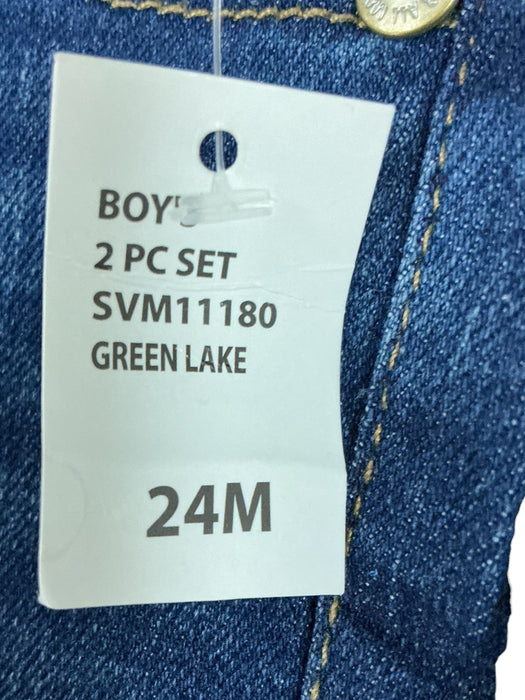 BOY'S
2 PC SET
SVM11180
GREEN LAKE
24M